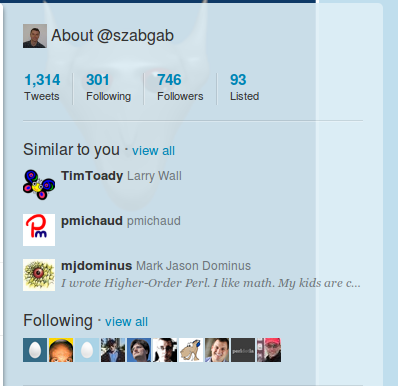 About @szabgab
1,314 301 746 93
Tweets Following Followers Listed
Similar to you · view all
TimToady Larry Wall
pmichaud pmichaud
mjdominus Mark Jason Dominus
I wrote Higher-Order Perl. I like math. My kids are c...
Following · view all